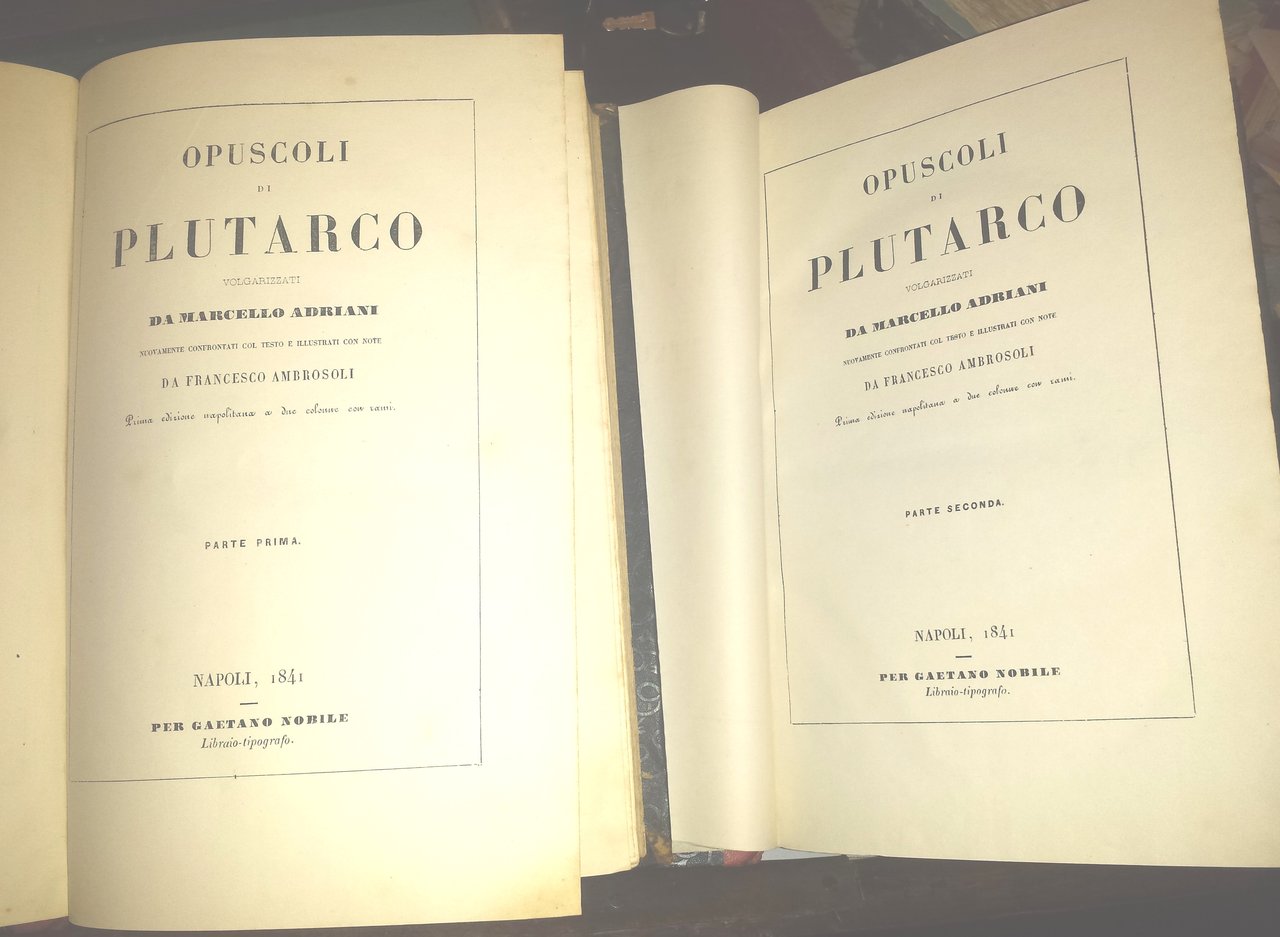 OPUSCOLI
DI
PLUTARCO
VOLGARIZZATI
DA MARCELLO ADRIANI
NUOVAMENTE CONFRONTATI COL TESTO E ILLUSTRATI CON NOTE
DA FRANCESCO AMBROSOLI
Prima edizione napolitana a due colonne con rami.
PARTE PRIMA.
NAPOLI, 1841
PER GAETANO NOBILE
Libraio-tipografo.
OPUSCOLI
DI
PLUTARCO
VOLGARIZZATI
DA MARCELLO ADRIANI
NUOVAMENTE CONFRONTATI COL TESTO E ILLUSTRATI CON NOTE
DA FRANCESCO AMBROSOLI
Prima edizione napolitana a due colonne con rami.
PARTE SECONDA.
NAPOLI, 1841
PER GAETANO NOBILE
Libraio-tipografo.